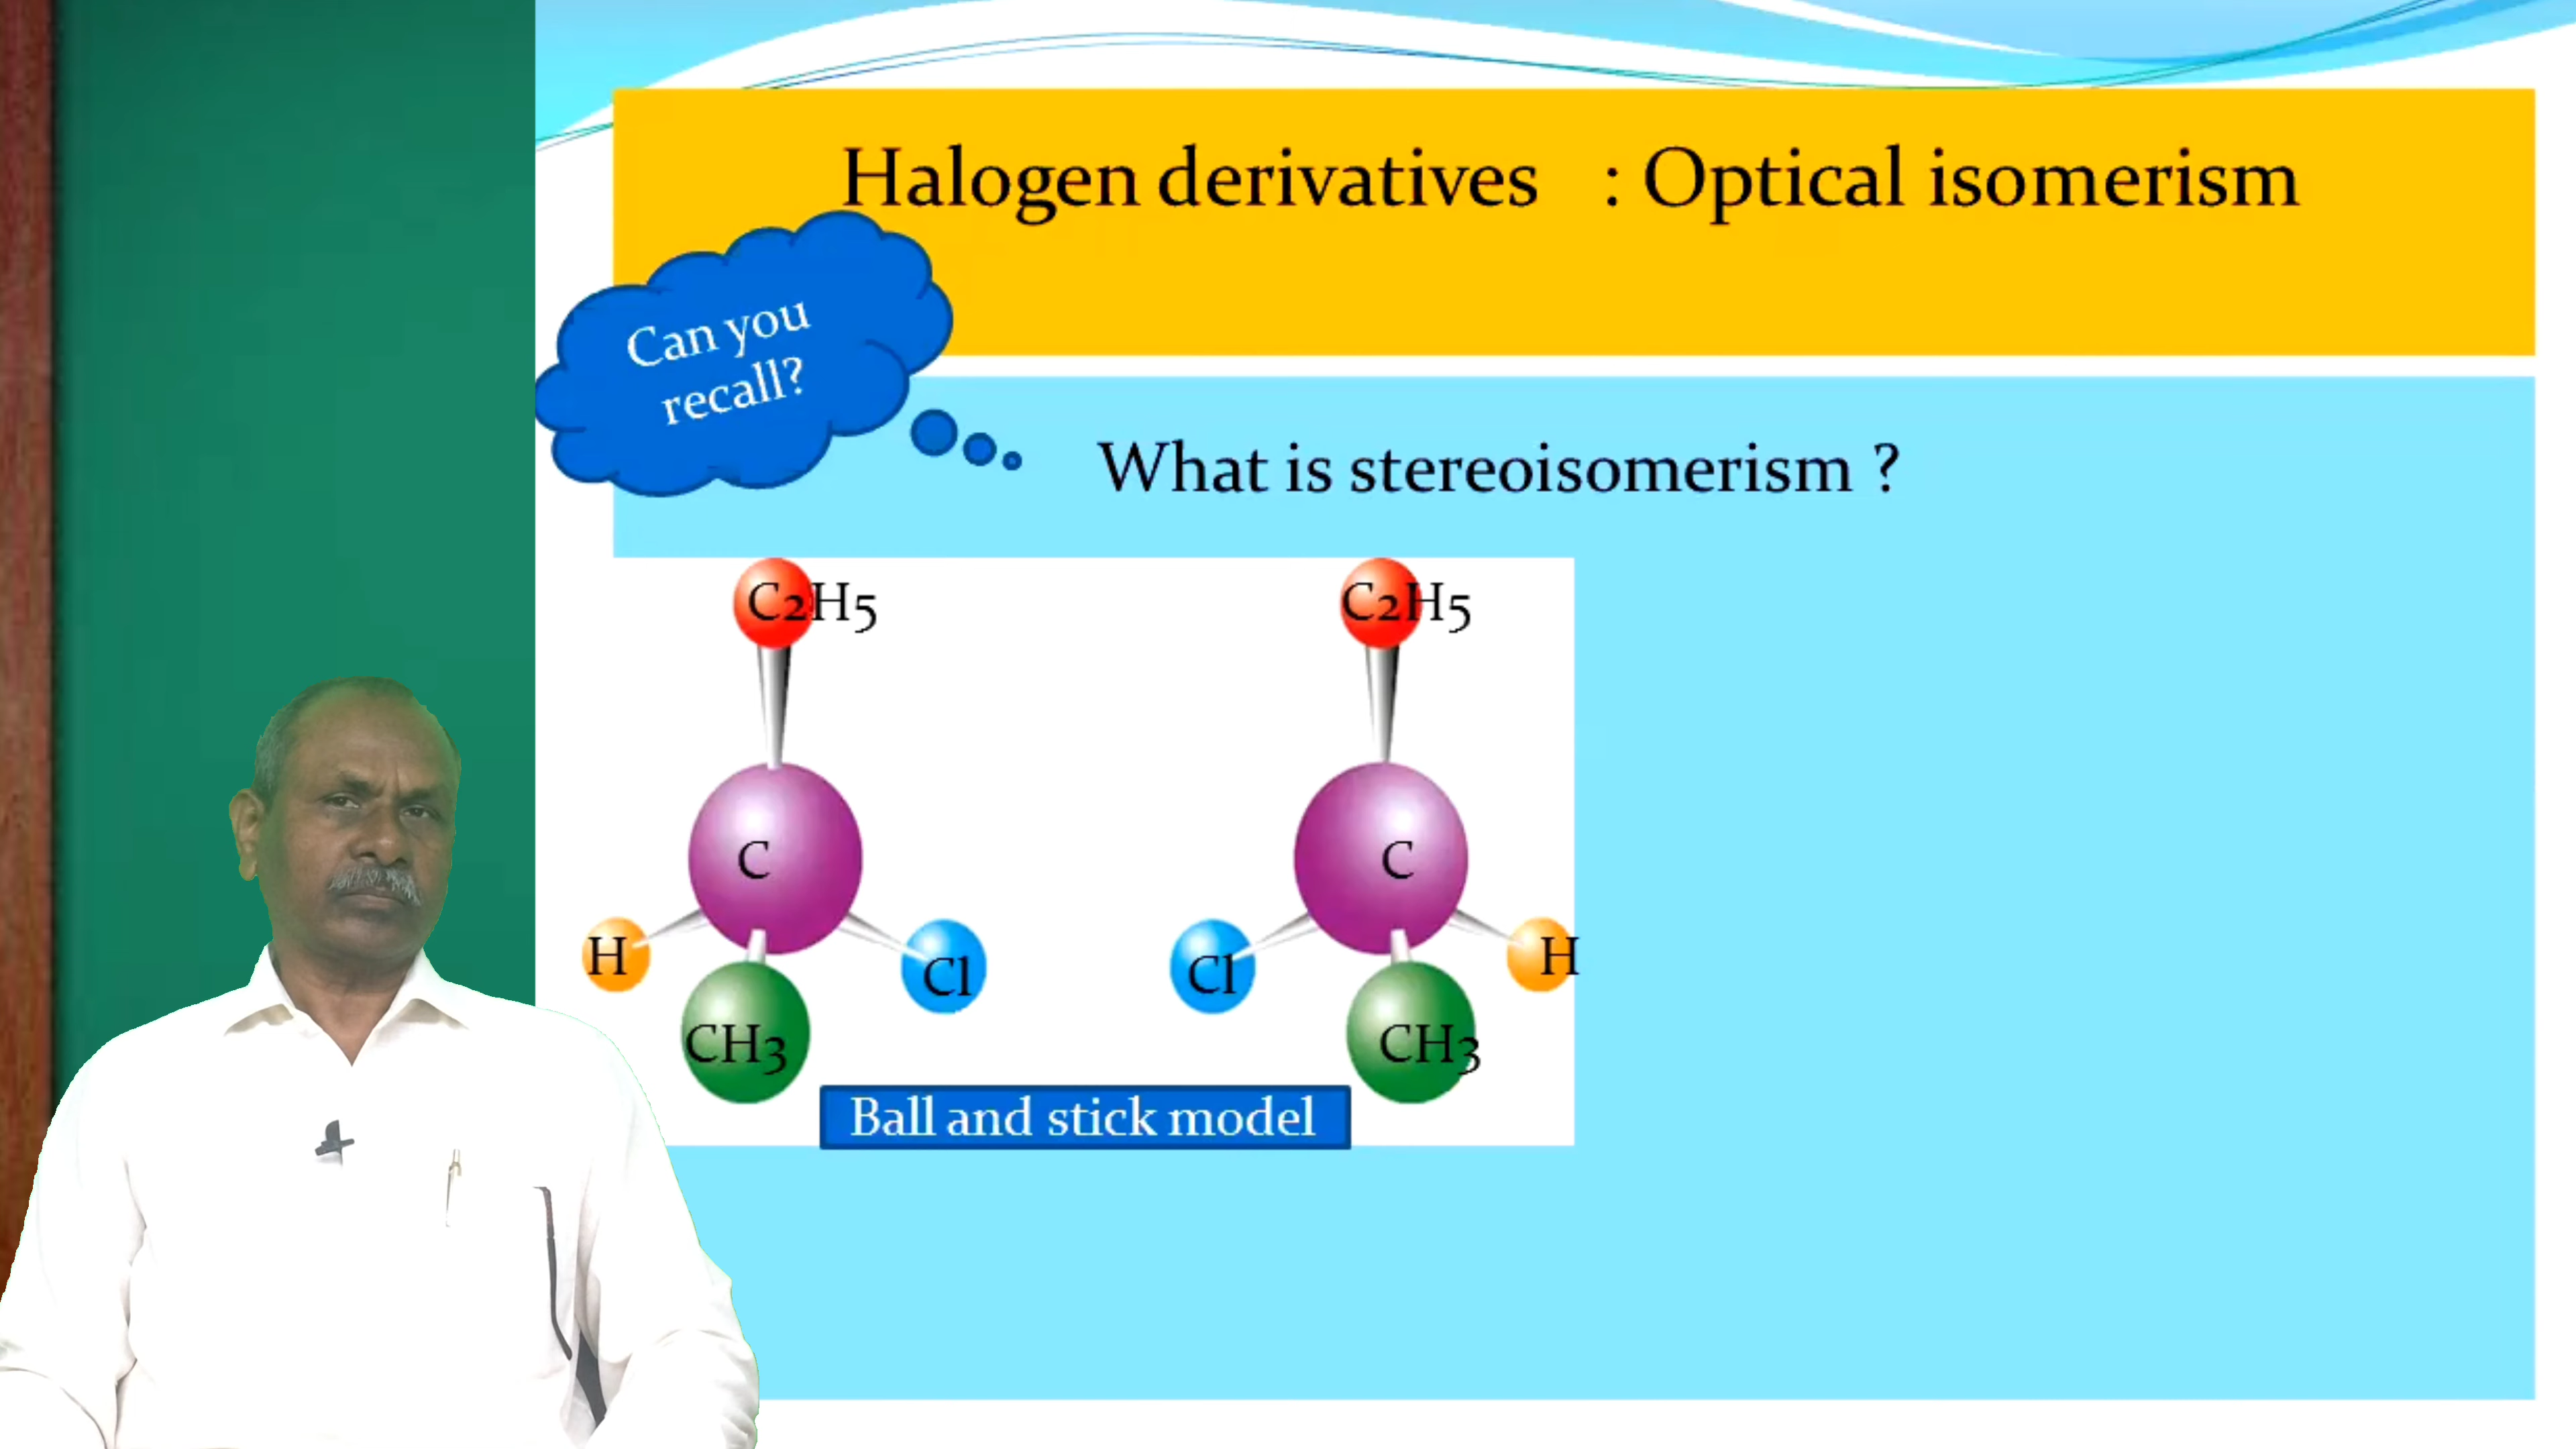 Halogen derivatives : Optical isomerism
Can you
recall?
What is stereoisomerism ?
C2H5
C2H5
C
C
H
Cl
Cl
H
CH3
CH3
Ball and stick model